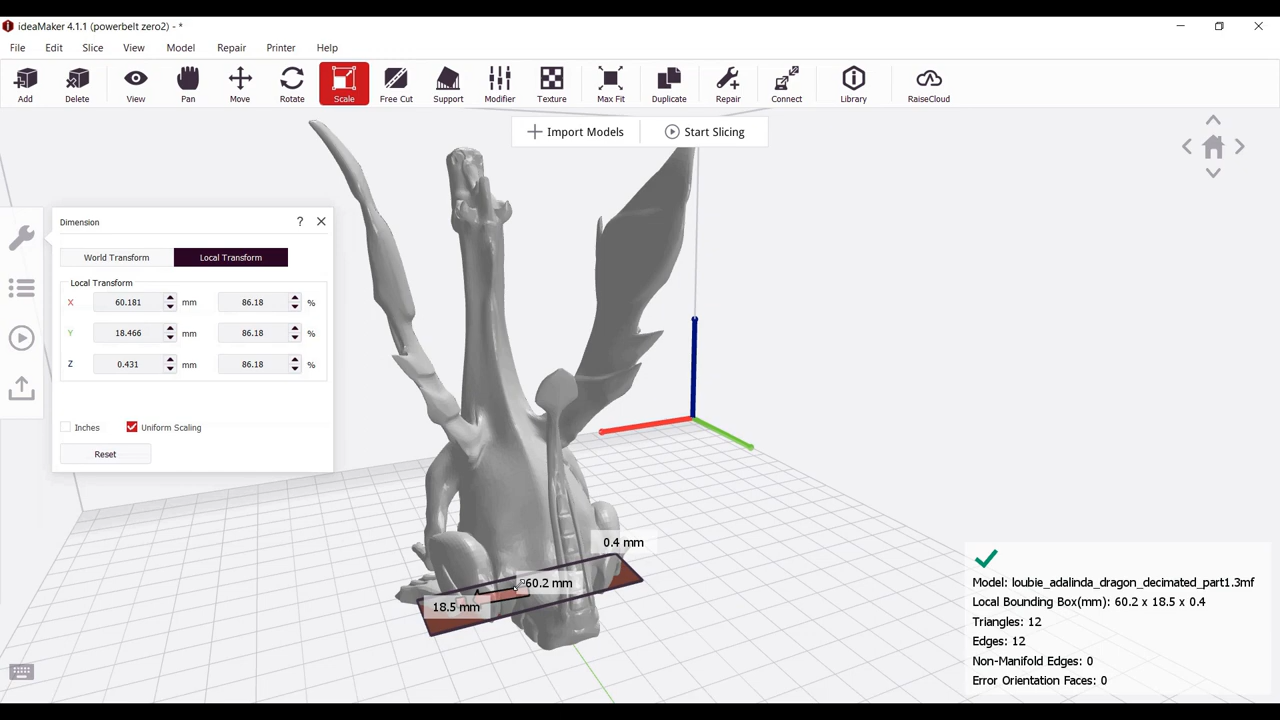 ideaMaker 4.1.1 (powerbelt zero2) - *
File Edit Slice View Model Repair Printer Help
Add Delete View Pan Move Rotate Scale Free Cut Support Modifier Texture Max Fit Duplicate Repair Connect Library RaiseCloud
Import Models Start Slicing
Dimension ?
World Transform Local Transform
Local Transform
X 60.181 mm 86.18 %
Y 18.466 mm 86.18 %
Z 0.431 mm 86.18 %
Inches Uniform Scaling
Reset
0.4 mm
60.2 mm
18.5 mm
Model: loubie_adalinda_dragon_decimated_part1.3mf
Local Bounding Box(mm): 60.2 x 18.5 x 0.4
Triangles: 12
Edges: 12
Non-Manifold Edges: 0
Error Orientation Faces: 0